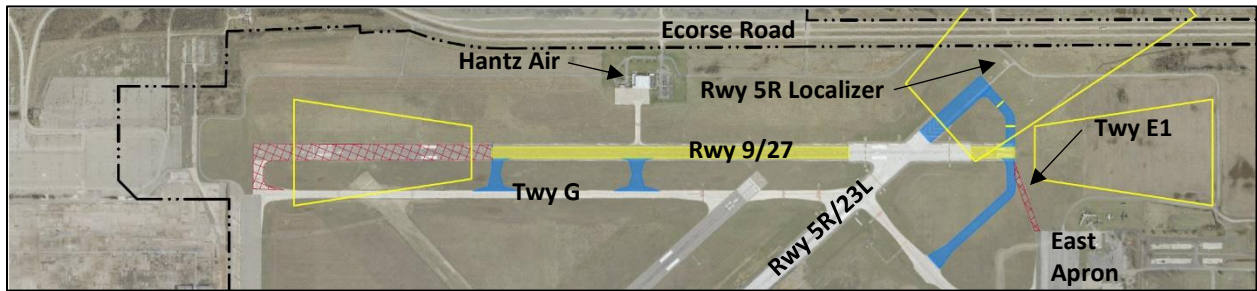 Ecorse Road
Hantz Air
Rwy 5R Localizer
Twy E1
Rwy 9/27
Twy G
Rwy 5R/23L
East
Apron